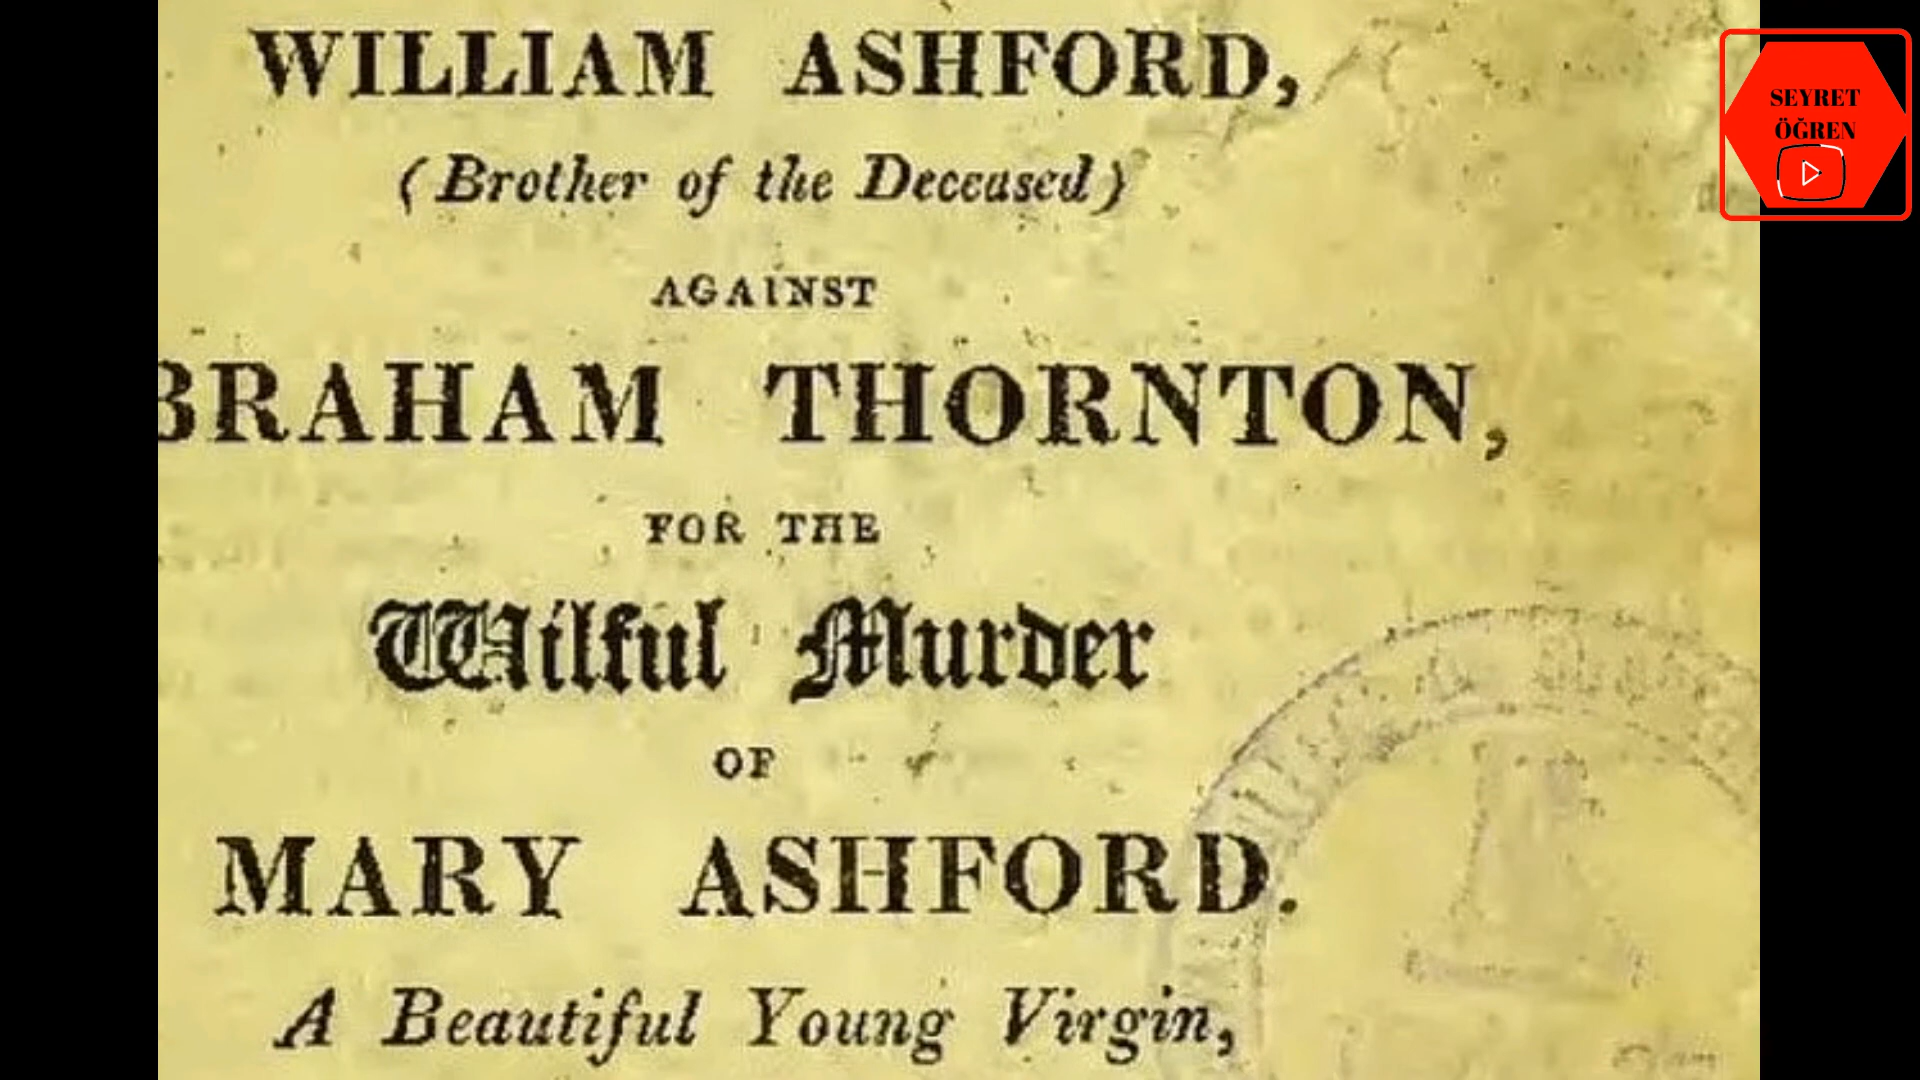 WILLIAM ASHFORD,
(Brother of the Deceased)
AGAINST
BRAHAM THORNTON,
FOR THE
Wilful Murder
OF
MARY ASHFORD.
A Beautiful Young Virgin,
SEYRET
ÖĞREN